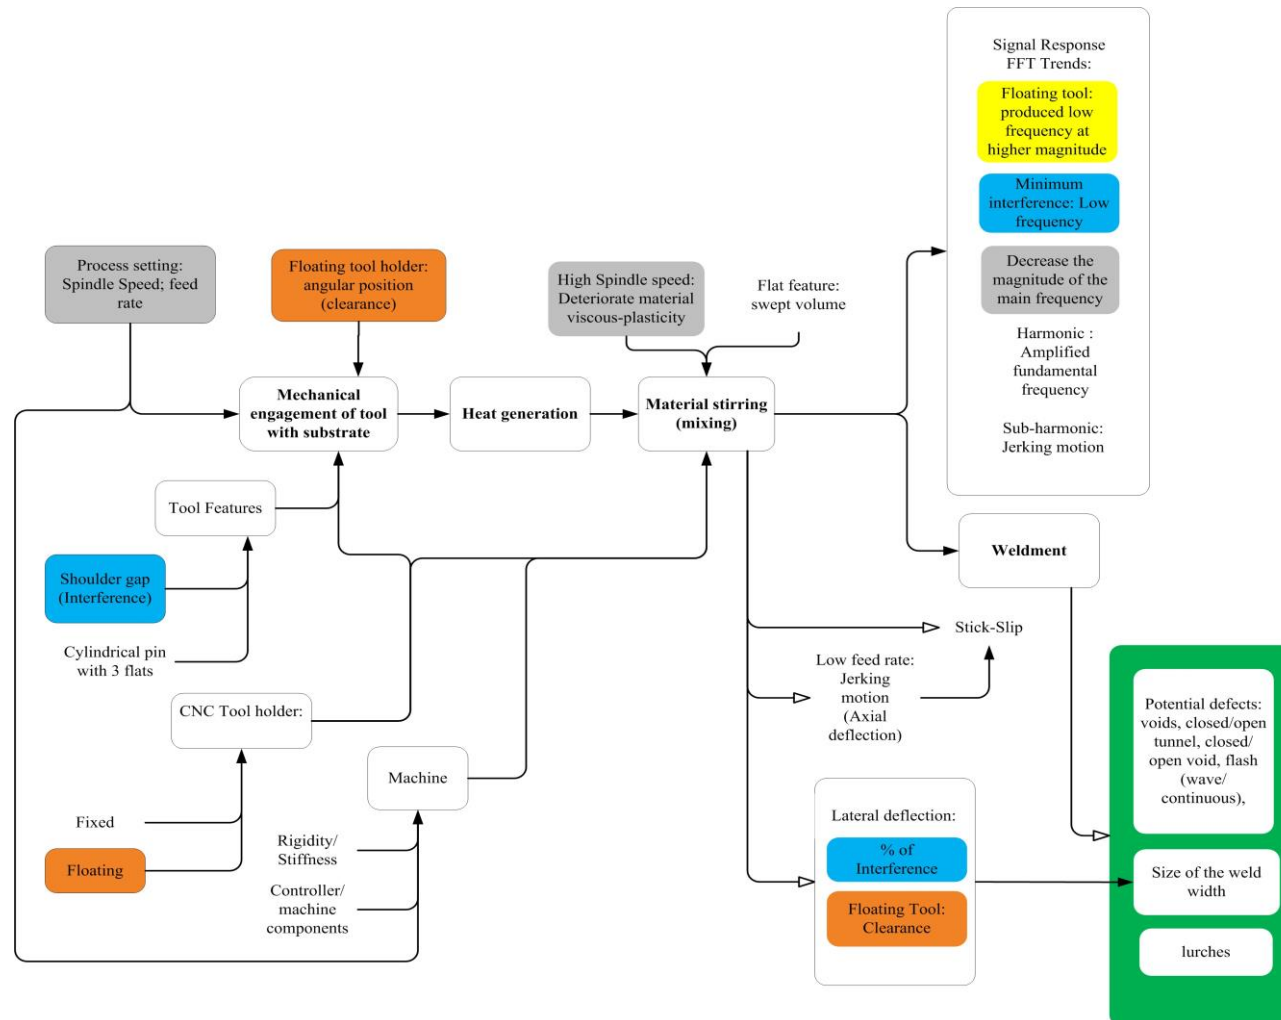 Signal Response
FFT Trends:
Floating tool:
produced low
frequency at
higher magnitude
Minimum
interference: Low
frequency
Decrease the
magnitude of the
main frequency
Harmonic :
Amplified
fundamental
frequency
Sub-harmonic:
Jerking motion
Process setting:
Spindle Speed; feed
rate
Floating tool holder:
angular position
(clearance)
High Spindle speed:
Deteriorate material
viscous-plasticity
Flat feature:
swept volume
Mechanical
engagement of tool
with substrate
Heat generation
Material stirring
(mixing)
Tool Features
Shoulder gap
(Interference)
Cylindrical pin
with 3 flats
CNC Tool holder:
Fixed
Floating
Machine
Rigidity/
Stiffness
Controller/
machine
components
Weldment
Stick-Slip
Low feed rate:
Jerking
motion
(Axial
deflection)
Lateral deflection:
% of
Interference
Floating Tool:
Clearance
Potential defects:
voids, closed/open
tunnel, closed/
open void, flash
(wave/
continuous),
Size of the weld
width
lurches